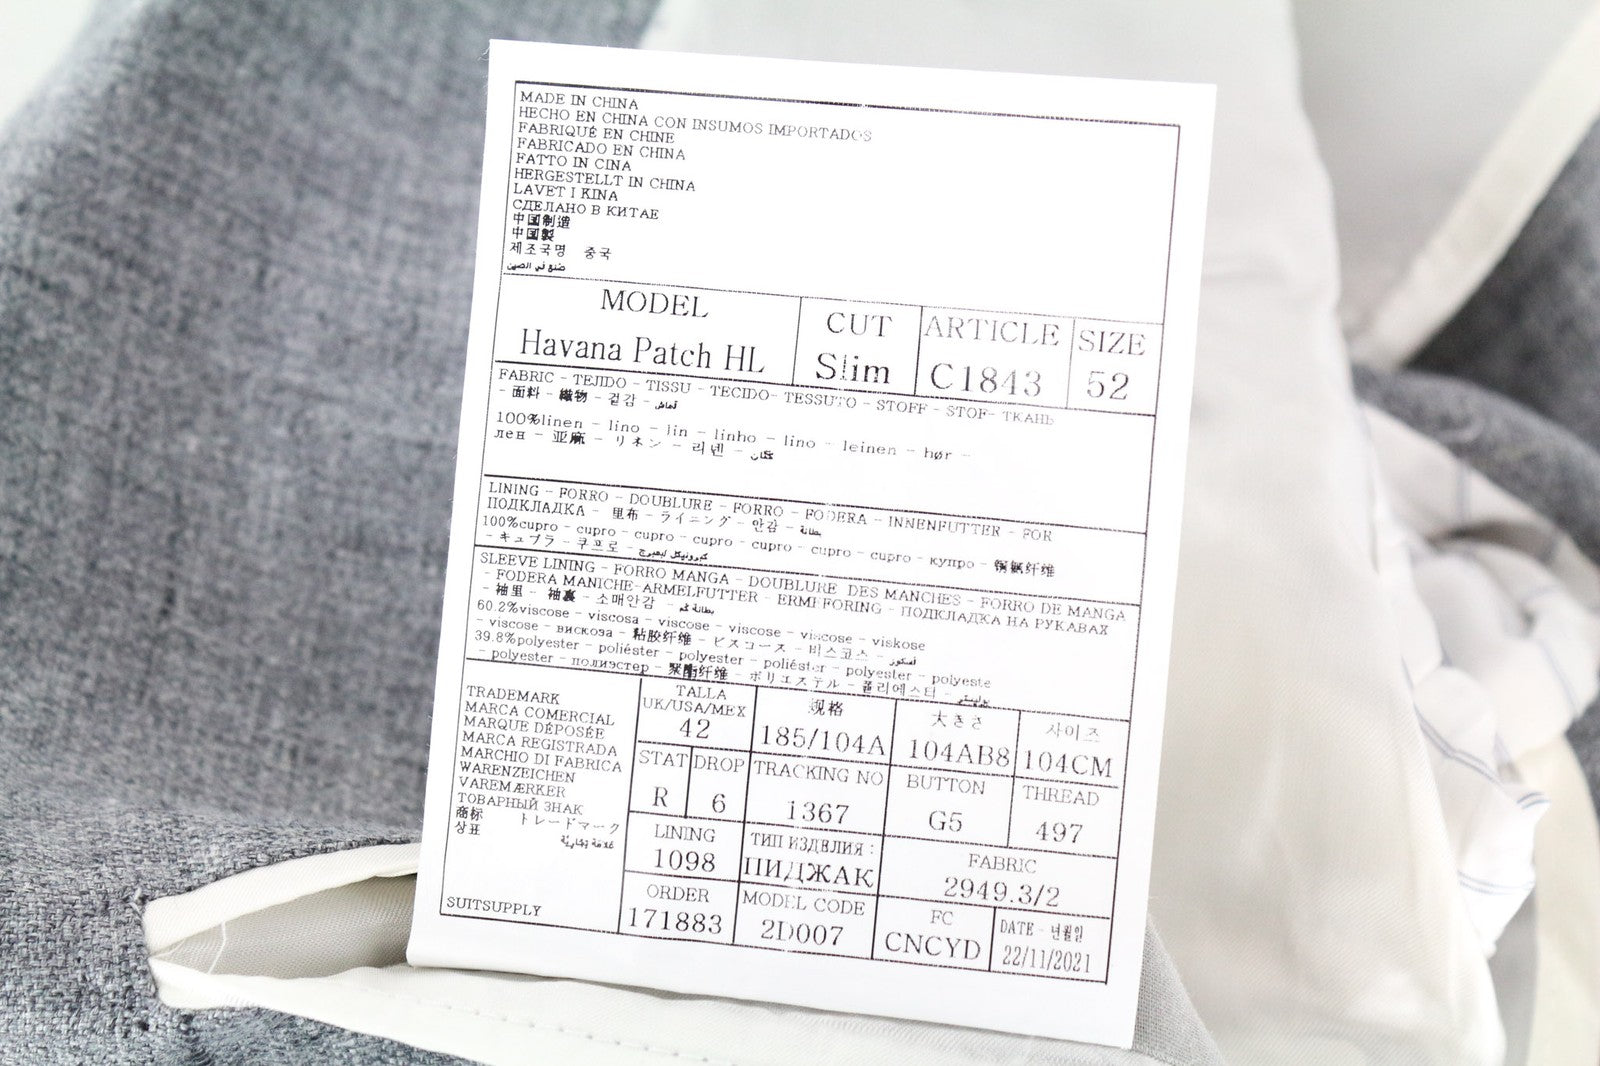 MADE IN CHINA
HECHO EN CHINA CON INSUMOS IMPORTADOS
FABRIQUÉ EN CHINE
FABRICADO EN CHINA
FATTO IN CINA
HERGESTELLT IN CHINA
LAVET I KINA
СДЕЛАНО В КИТАЕ
中国制造
中國製
제조국명 중국
صنع في الصين
MODEL
Havana Patch HL
CUT
Slim
ARTICLE
C1843
SIZE
52
FABRIC - TEJIDO - TISSU - TECIDO- TESSUTO - STOFF - STOF- ТКАНЬ
- 面料 - 織物 - 겉감 - قماش
100%linen - lino - lin - linho - lino - leinen - hør -
лен - 亚麻 - リネン - 리넨 - كتان
LINING - FORRO - DOUBLURE - FORRO - FODERA - INNENFUTTER - FOR
ПОДКЛАДКА - 里布 - ライニング - 안감 - بطانة
100%cupro - cupro - cupro - cupro - cupro - cupro - cupro - купро - 铜氨纤维
- キュプラ - 쿠프로 -
SLEEVE LINING - FORRO MANGA - DOUBLURE DES MANCHES - FORRO DE MANGA
- FODERA MANICHE-ARMELFUTTER - ERMEFORING - ПОДКЛАДКА НА РУКАВАХ
- 袖里 - 袖裏 - 소매안감 - بطانة كم
60.2%viscose - viscosa - viscose - viscose - viscose - viskose
- viscose - вискоза - 粘胶纤维 - ビスコース - 비스코스 - فسكوز
39.8%polyester - poliéster - polyester - poliéster - polyester - polyeste
- polyester - полиэстер - 聚酯纤维 - ポリエステル - 폴리에스터 - بوليستر
TRADEMARK
MARCA COMERCIAL
MARQUE DÉPOSÉE
MARCA REGISTRADA
MARCHIO DI FABRICA
WARENZEICHEN
VAREMÆRKER
ТОВАРНЫЙ ЗНАК
商标 トレードマーク
상표 علامة تجارية
SUITSUPPLY
TALLA
UK/USA/MEX
42
规格
185/104A
大きさ
104AB8
사이즈
104CM
STAT
R
DROP
6
TRACKING NO
1367
BUTTON
G5
THREAD
497
LINING
1098
ТИП ИЗДЕЛИЯ :
ПИДЖАК
FABRIC
2949.3/2
ORDER
171883
MODEL CODE
2D007
FC
CNCYD
DATE - 년월일
22/11/2021